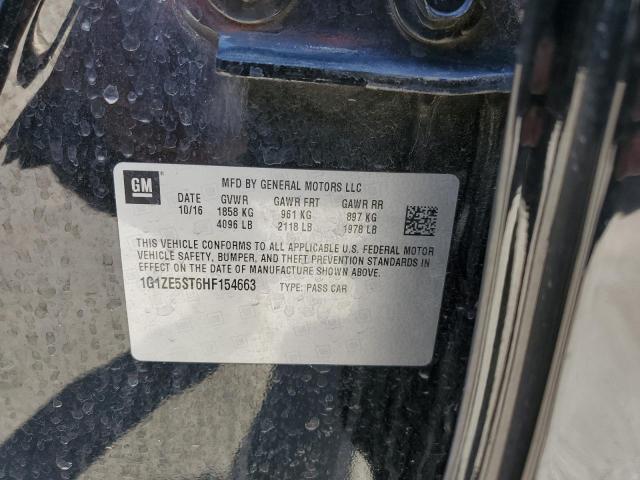 GM
MFD BY GENERAL MOTORS LLC
DATE GVWR GAWR FRT GAWR RR
10/16 1858 KG 961 KG 897 KG
4096 LB 2118 LB 1978 LB
THIS VEHICLE CONFORMS TO ALL APPLICABLE U.S. FEDERAL MOTOR
VEHICLE SAFETY, BUMPER, AND THEFT PREVENTION STANDARDS IN
EFFECT ON THE DATE OF MANUFACTURE SHOWN ABOVE.
1G1ZE5ST6HF154663 TYPE: PASS CAR